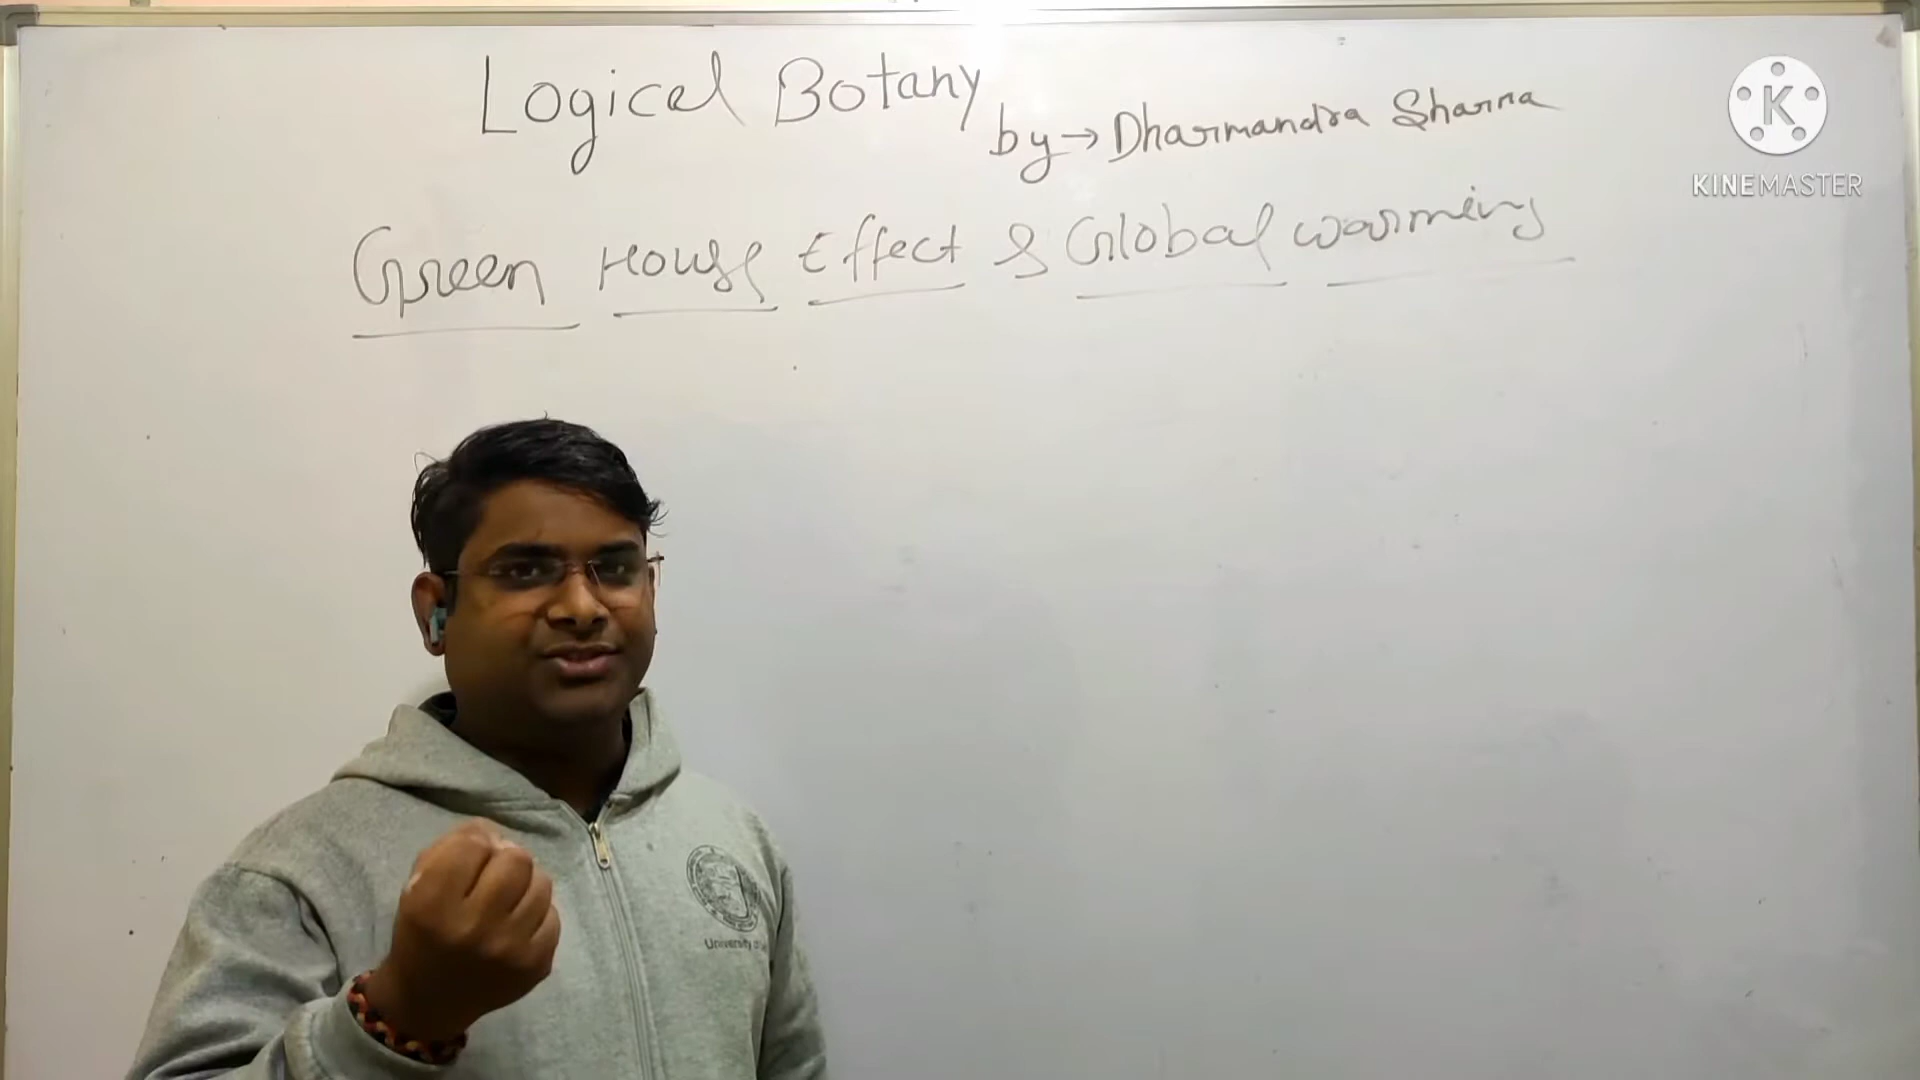 Logical Botany
by → Dharmandra Sharma
Green House Effect & Global warming
K
KINEMASTER
University